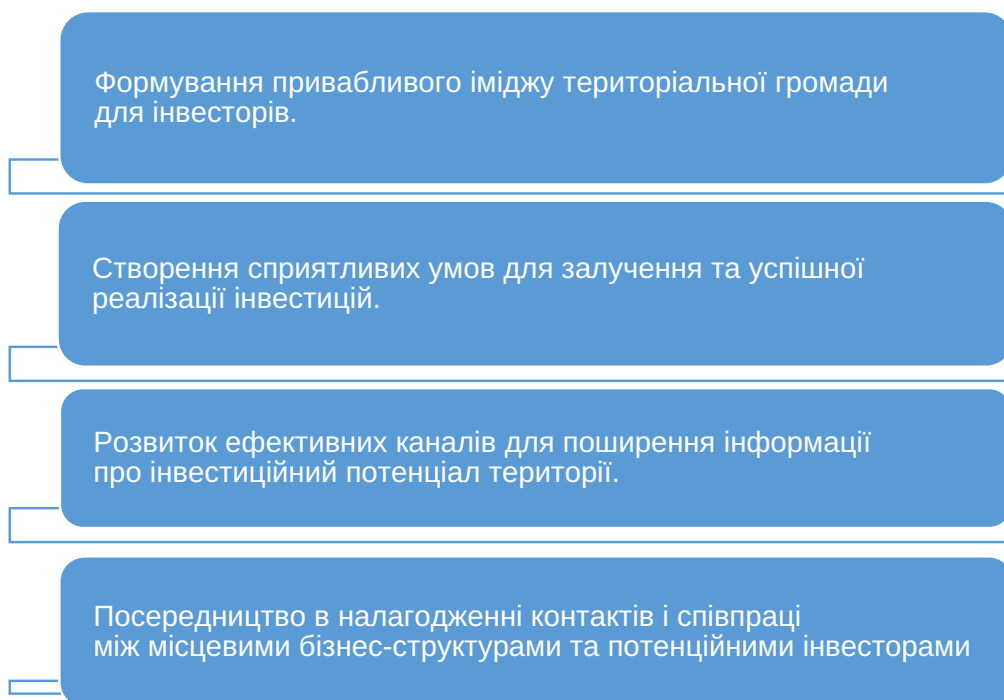 Формування привабливого іміджу територіальної громади
для інвесторів.
Створення сприятливих умов для залучення та успішної
реалізації інвестицій.
Розвиток ефективних каналів для поширення інформації
про інвестиційний потенціал території.
Посередництво в налагодженні контактів і співпраці
між місцевими бізнес-структурами та потенційними інвесторами